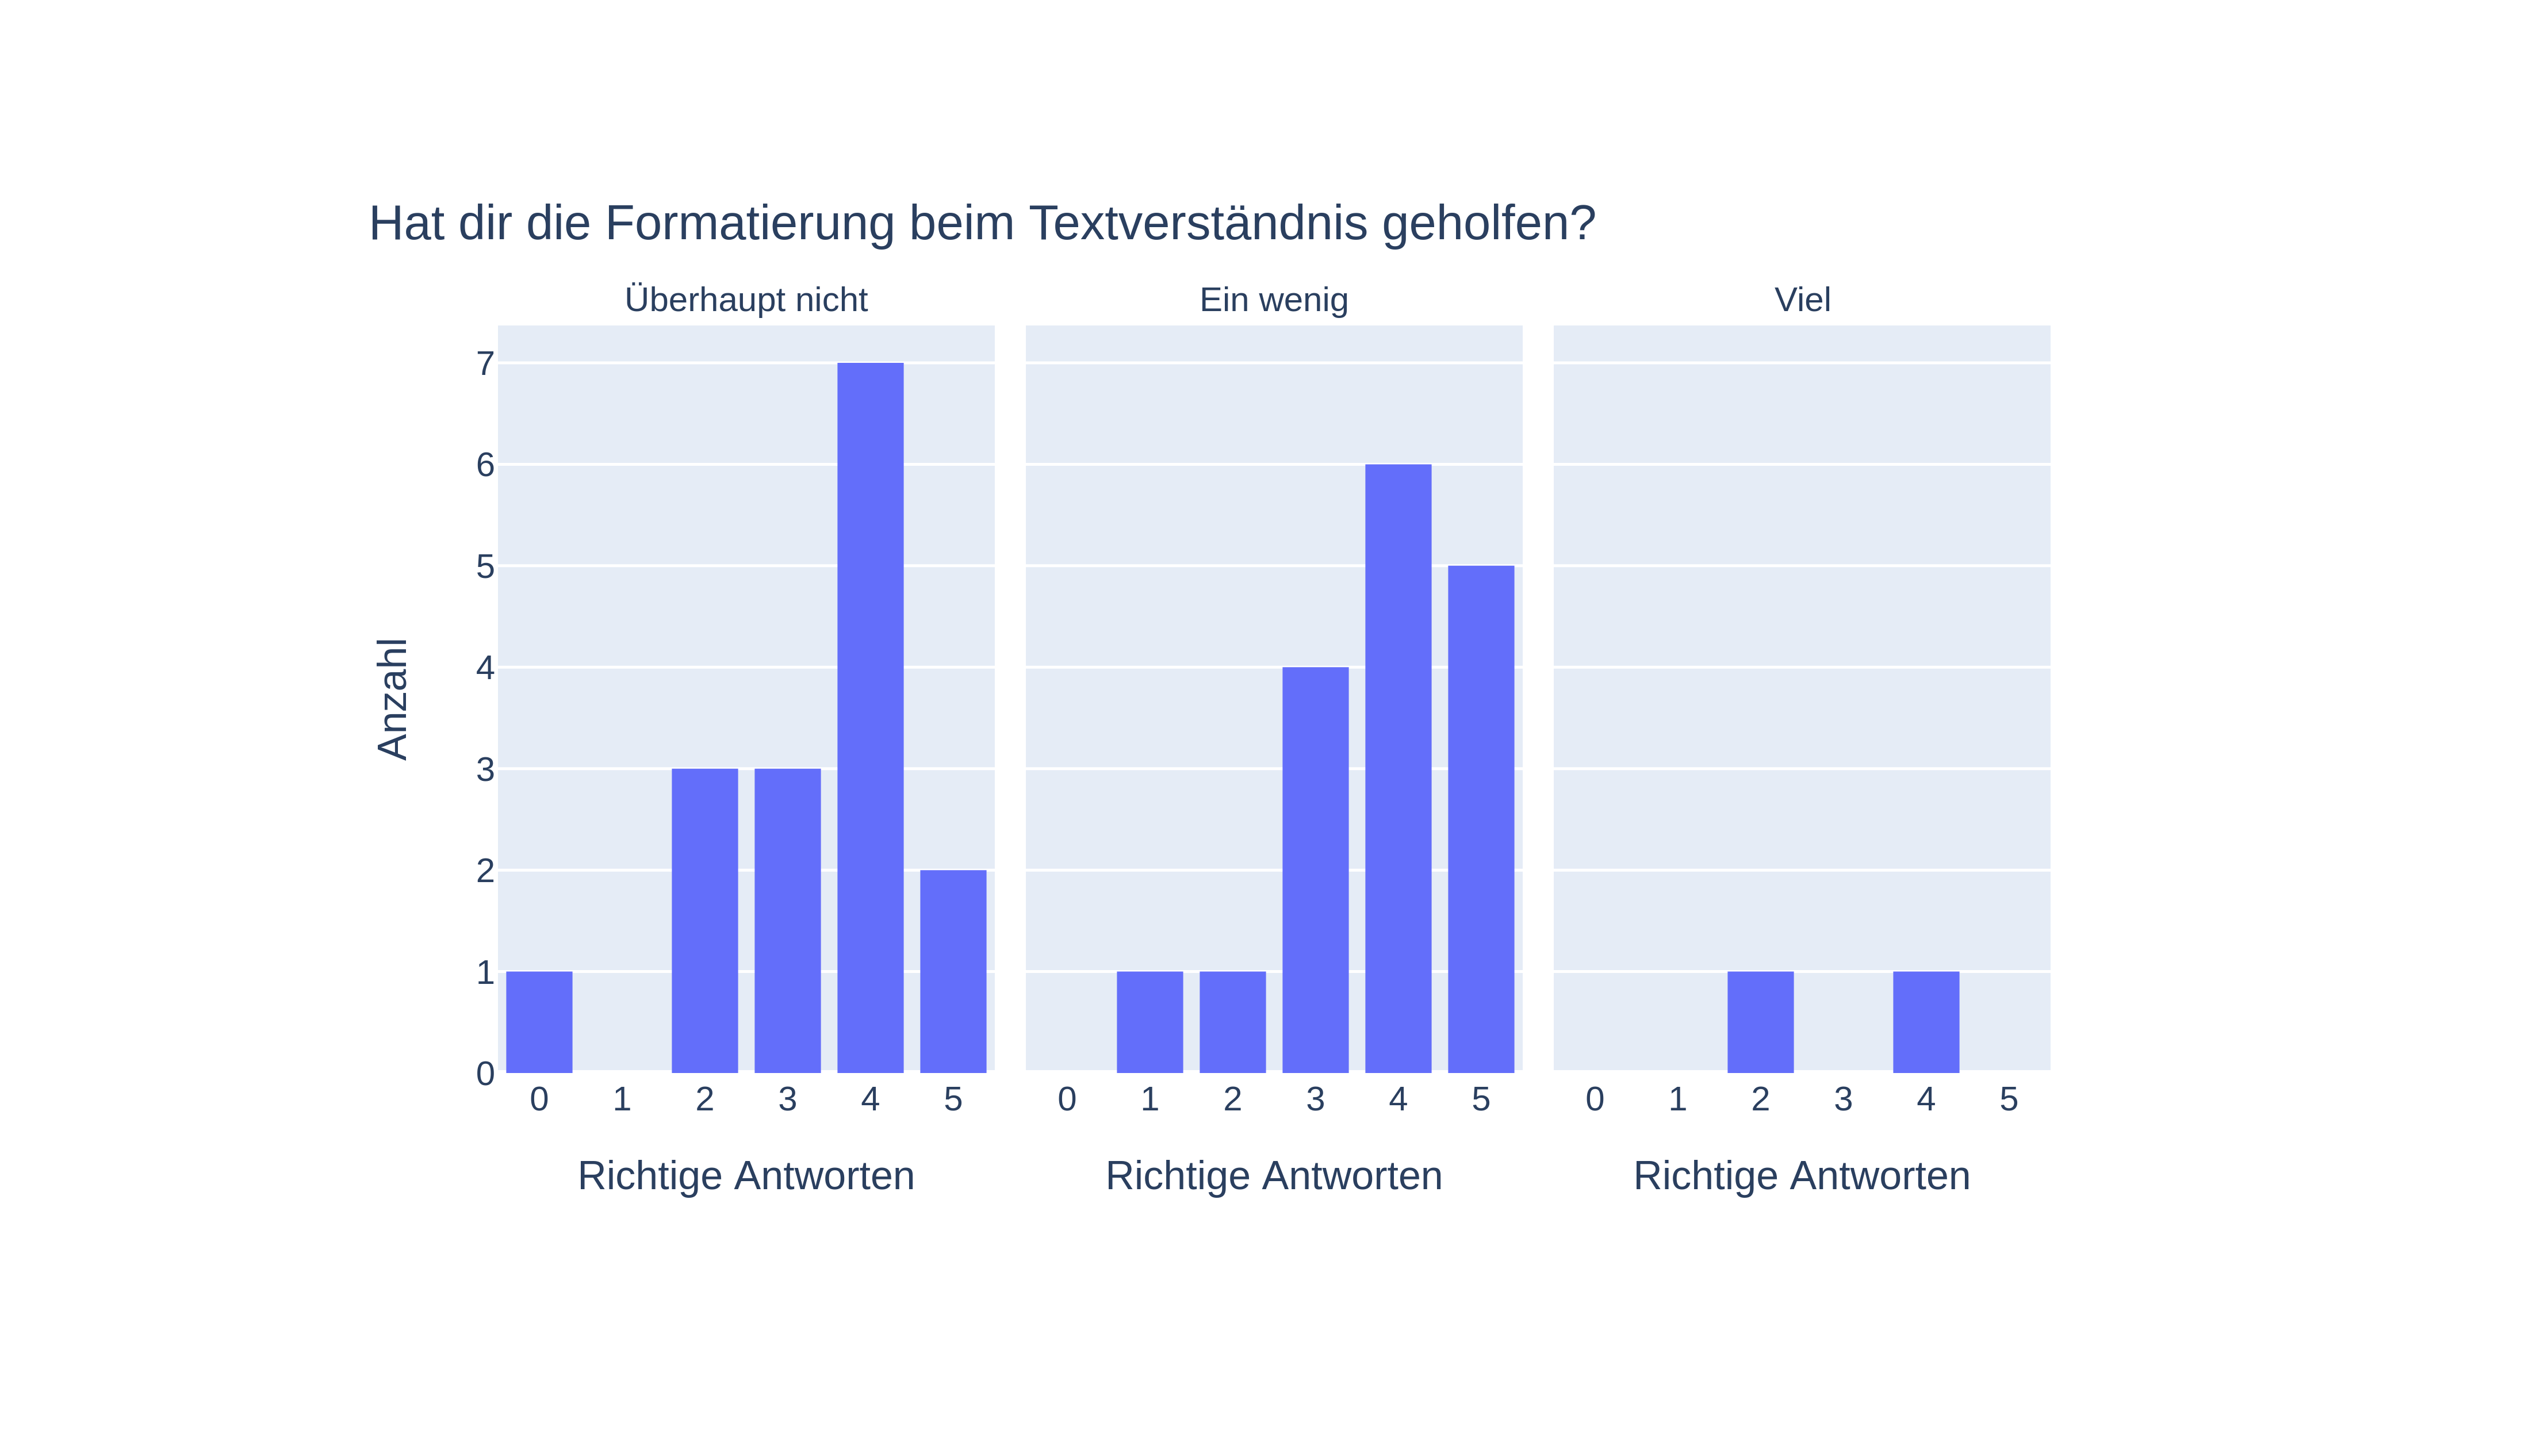 Hat dir die Formatierung beim Textverständnis geholfen?
Überhaupt nicht
Ein wenig
Viel
Anzahl
7
6
5
4
3
2
1
0
0 1 2 3 4 5
0 1 2 3 4 5
0 1 2 3 4 5
Richtige Antworten
Richtige Antworten
Richtige Antworten